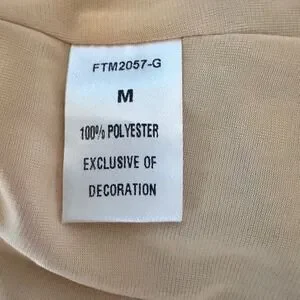 FTM2057-G
M
100% POLYESTER
EXCLUSIVE OF
DECORATION